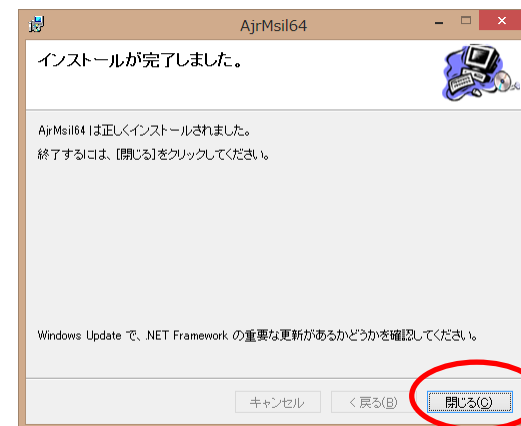 AjrMsil64
インストールが完了しました。
AjrMsil64 は正しくインストールされました。
終了するには、[閉じる]をクリックしてください。
Windows Update で、.NET Framework の重要な更新があるかどうかを確認してください。
キャンセル
< 戻る(B)
閉じる(C)